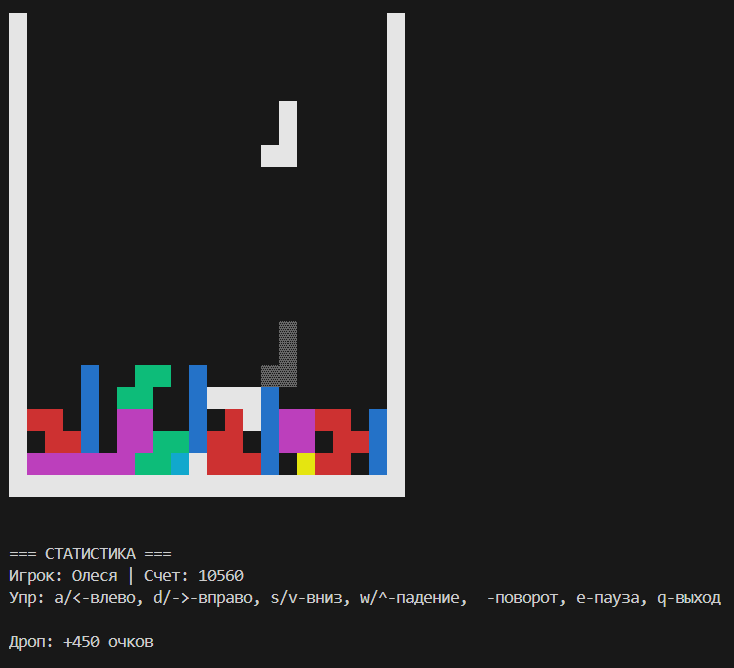 === СТАТИСТИКА ===
Игрок: Олеся | Счет: 10560
Упр: a/<-влево, d/->-вправо, s/v-вниз, w/^-падение,  -поворот, e-пауза, q-выход
Дроп: +450 очков